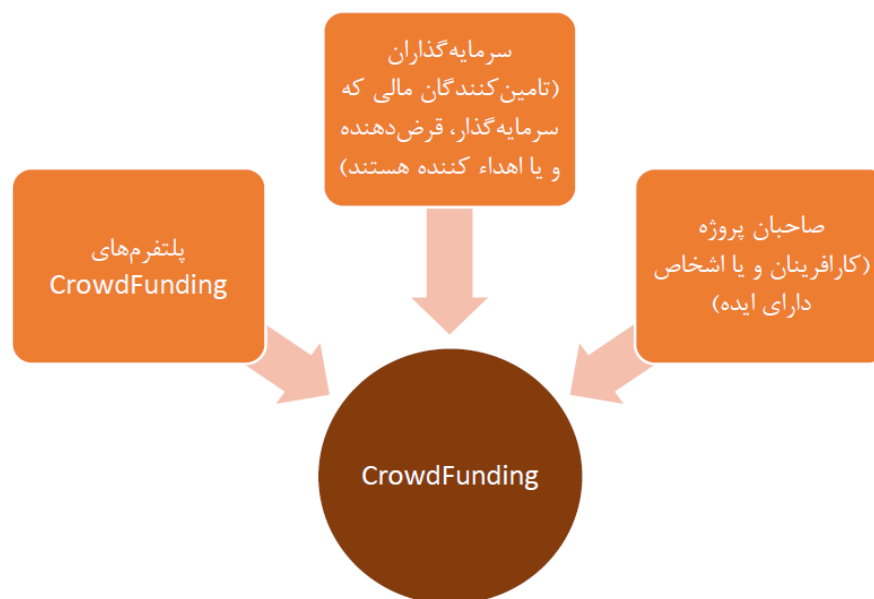 سرمایه‌گذاران
(تامین‌کنندگان مالی که
سرمایه‌گذار، قرض‌دهنده
و یا اهداء کننده هستند)
صاحبان پروژه
(کارافرینان و یا اشخاص
دارای ایده)
پلتفرم‌های
CrowdFunding
CrowdFunding